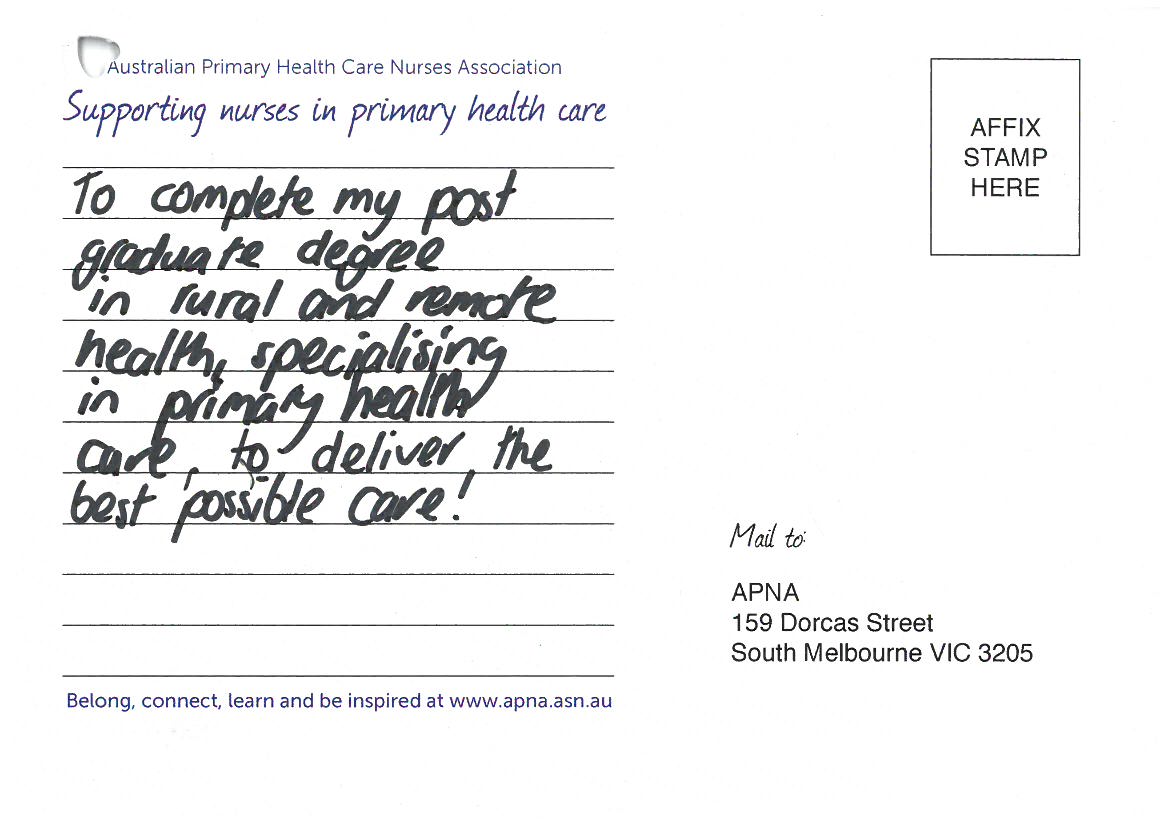 Australian Primary Health Care Nurses Association
Supporting nurses in primary health care
To complete my post
graduate degree
in rural and remote
health, specialising
in primary health
care, to deliver the
best possible care!
Belong, connect, learn and be inspired at www.apna.asn.au
AFFIX
STAMP
HERE
Mail to:
APNA
159 Dorcas Street
South Melbourne VIC 3205